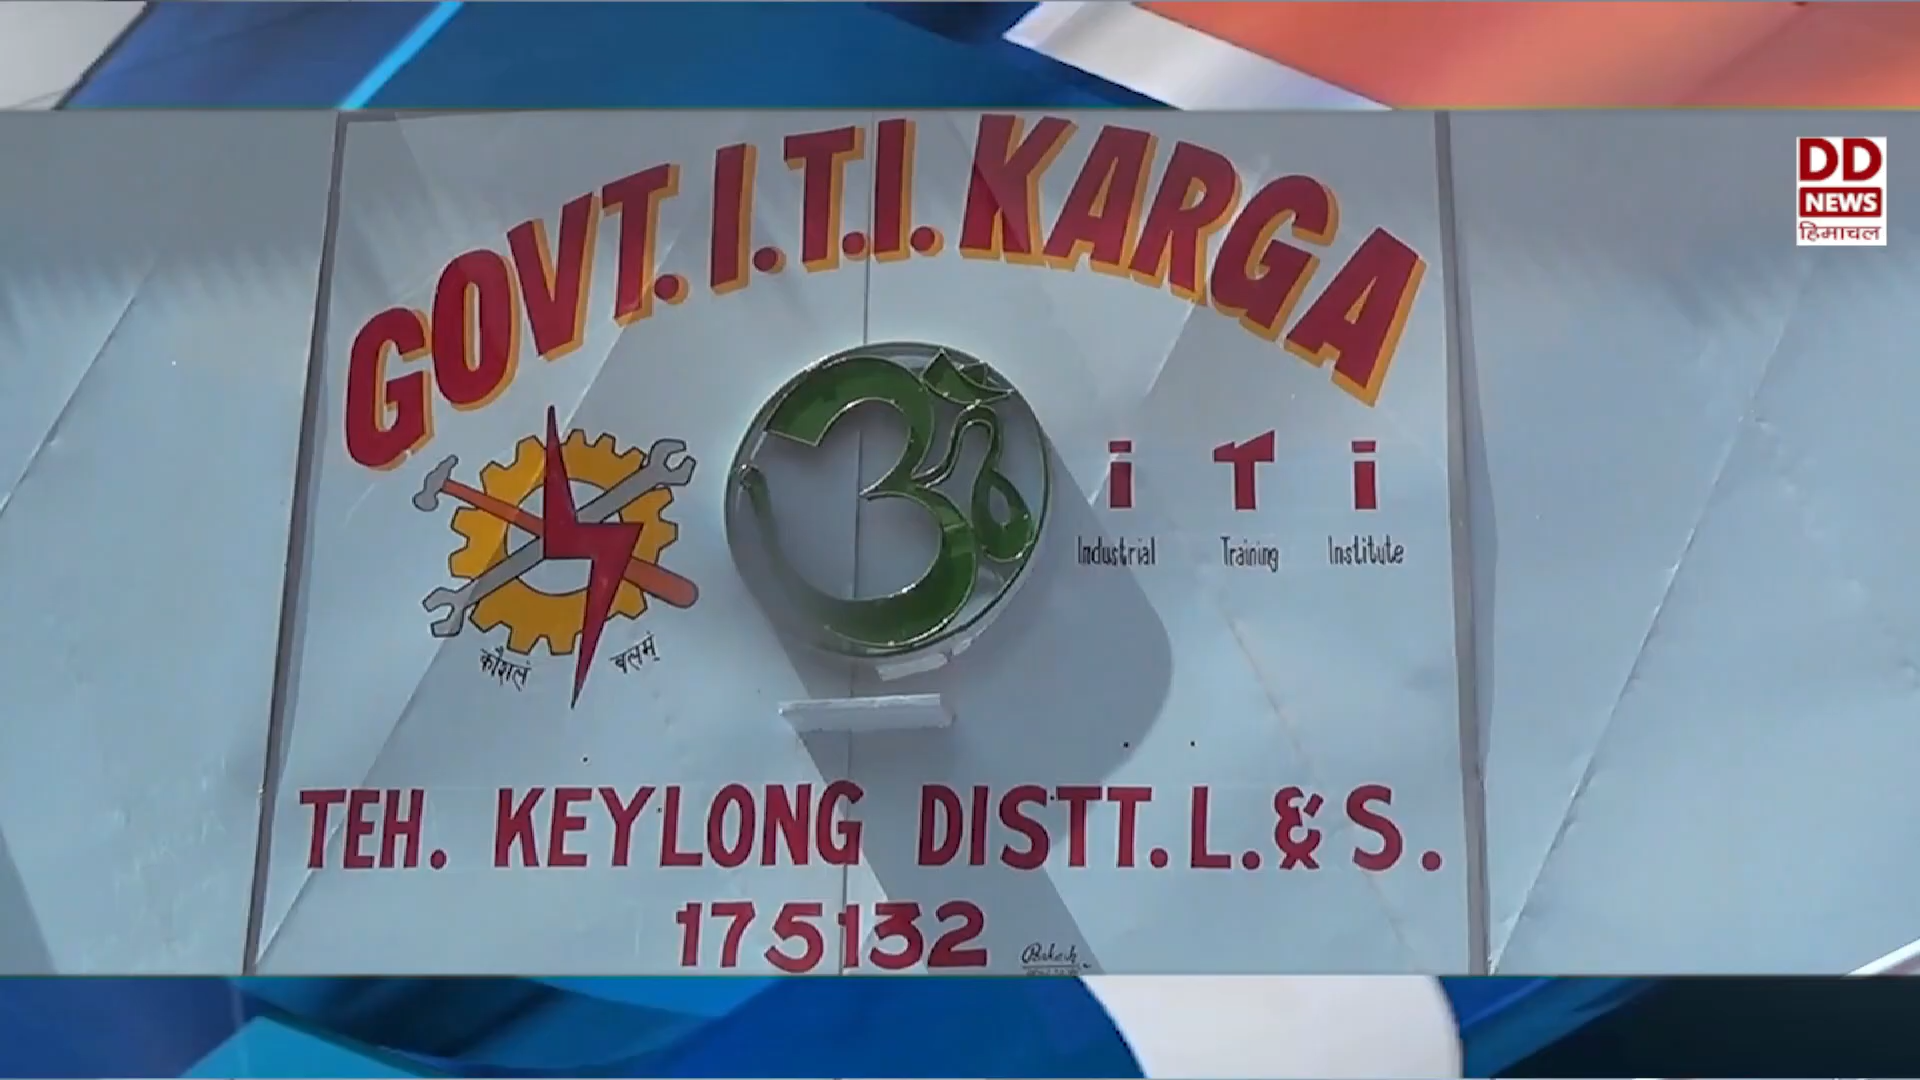 DD
NEWS
हिमाचल
GOVT. I.T.I. KARGA
iTi
Industrial Training Institute
कौशलं बलम्
TEH. KEYLONG DISTT. L. & S.
175132